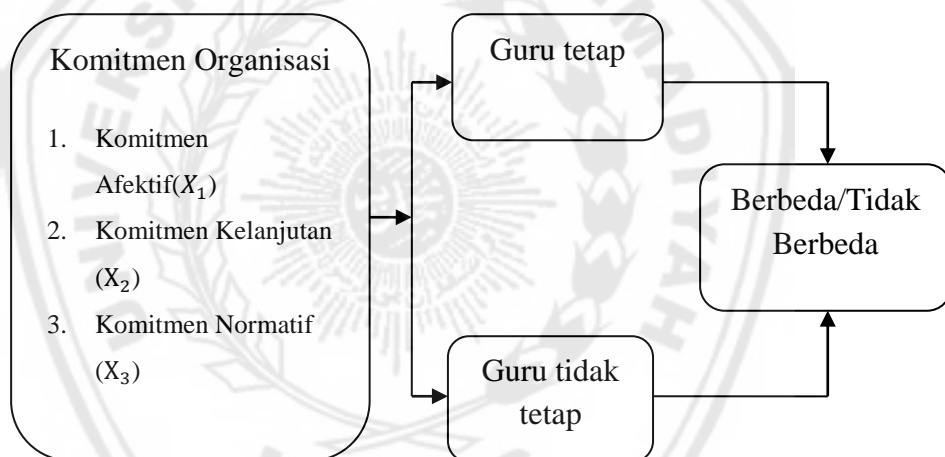 Komitmen Organisasi
1. Komitmen
Afektif(X₁)
2. Komitmen Kelanjutan
(X₂)
3. Komitmen Normatif
(X₃)
Guru tetap
Guru tidak
tetap
Berbeda/Tidak
Berbeda